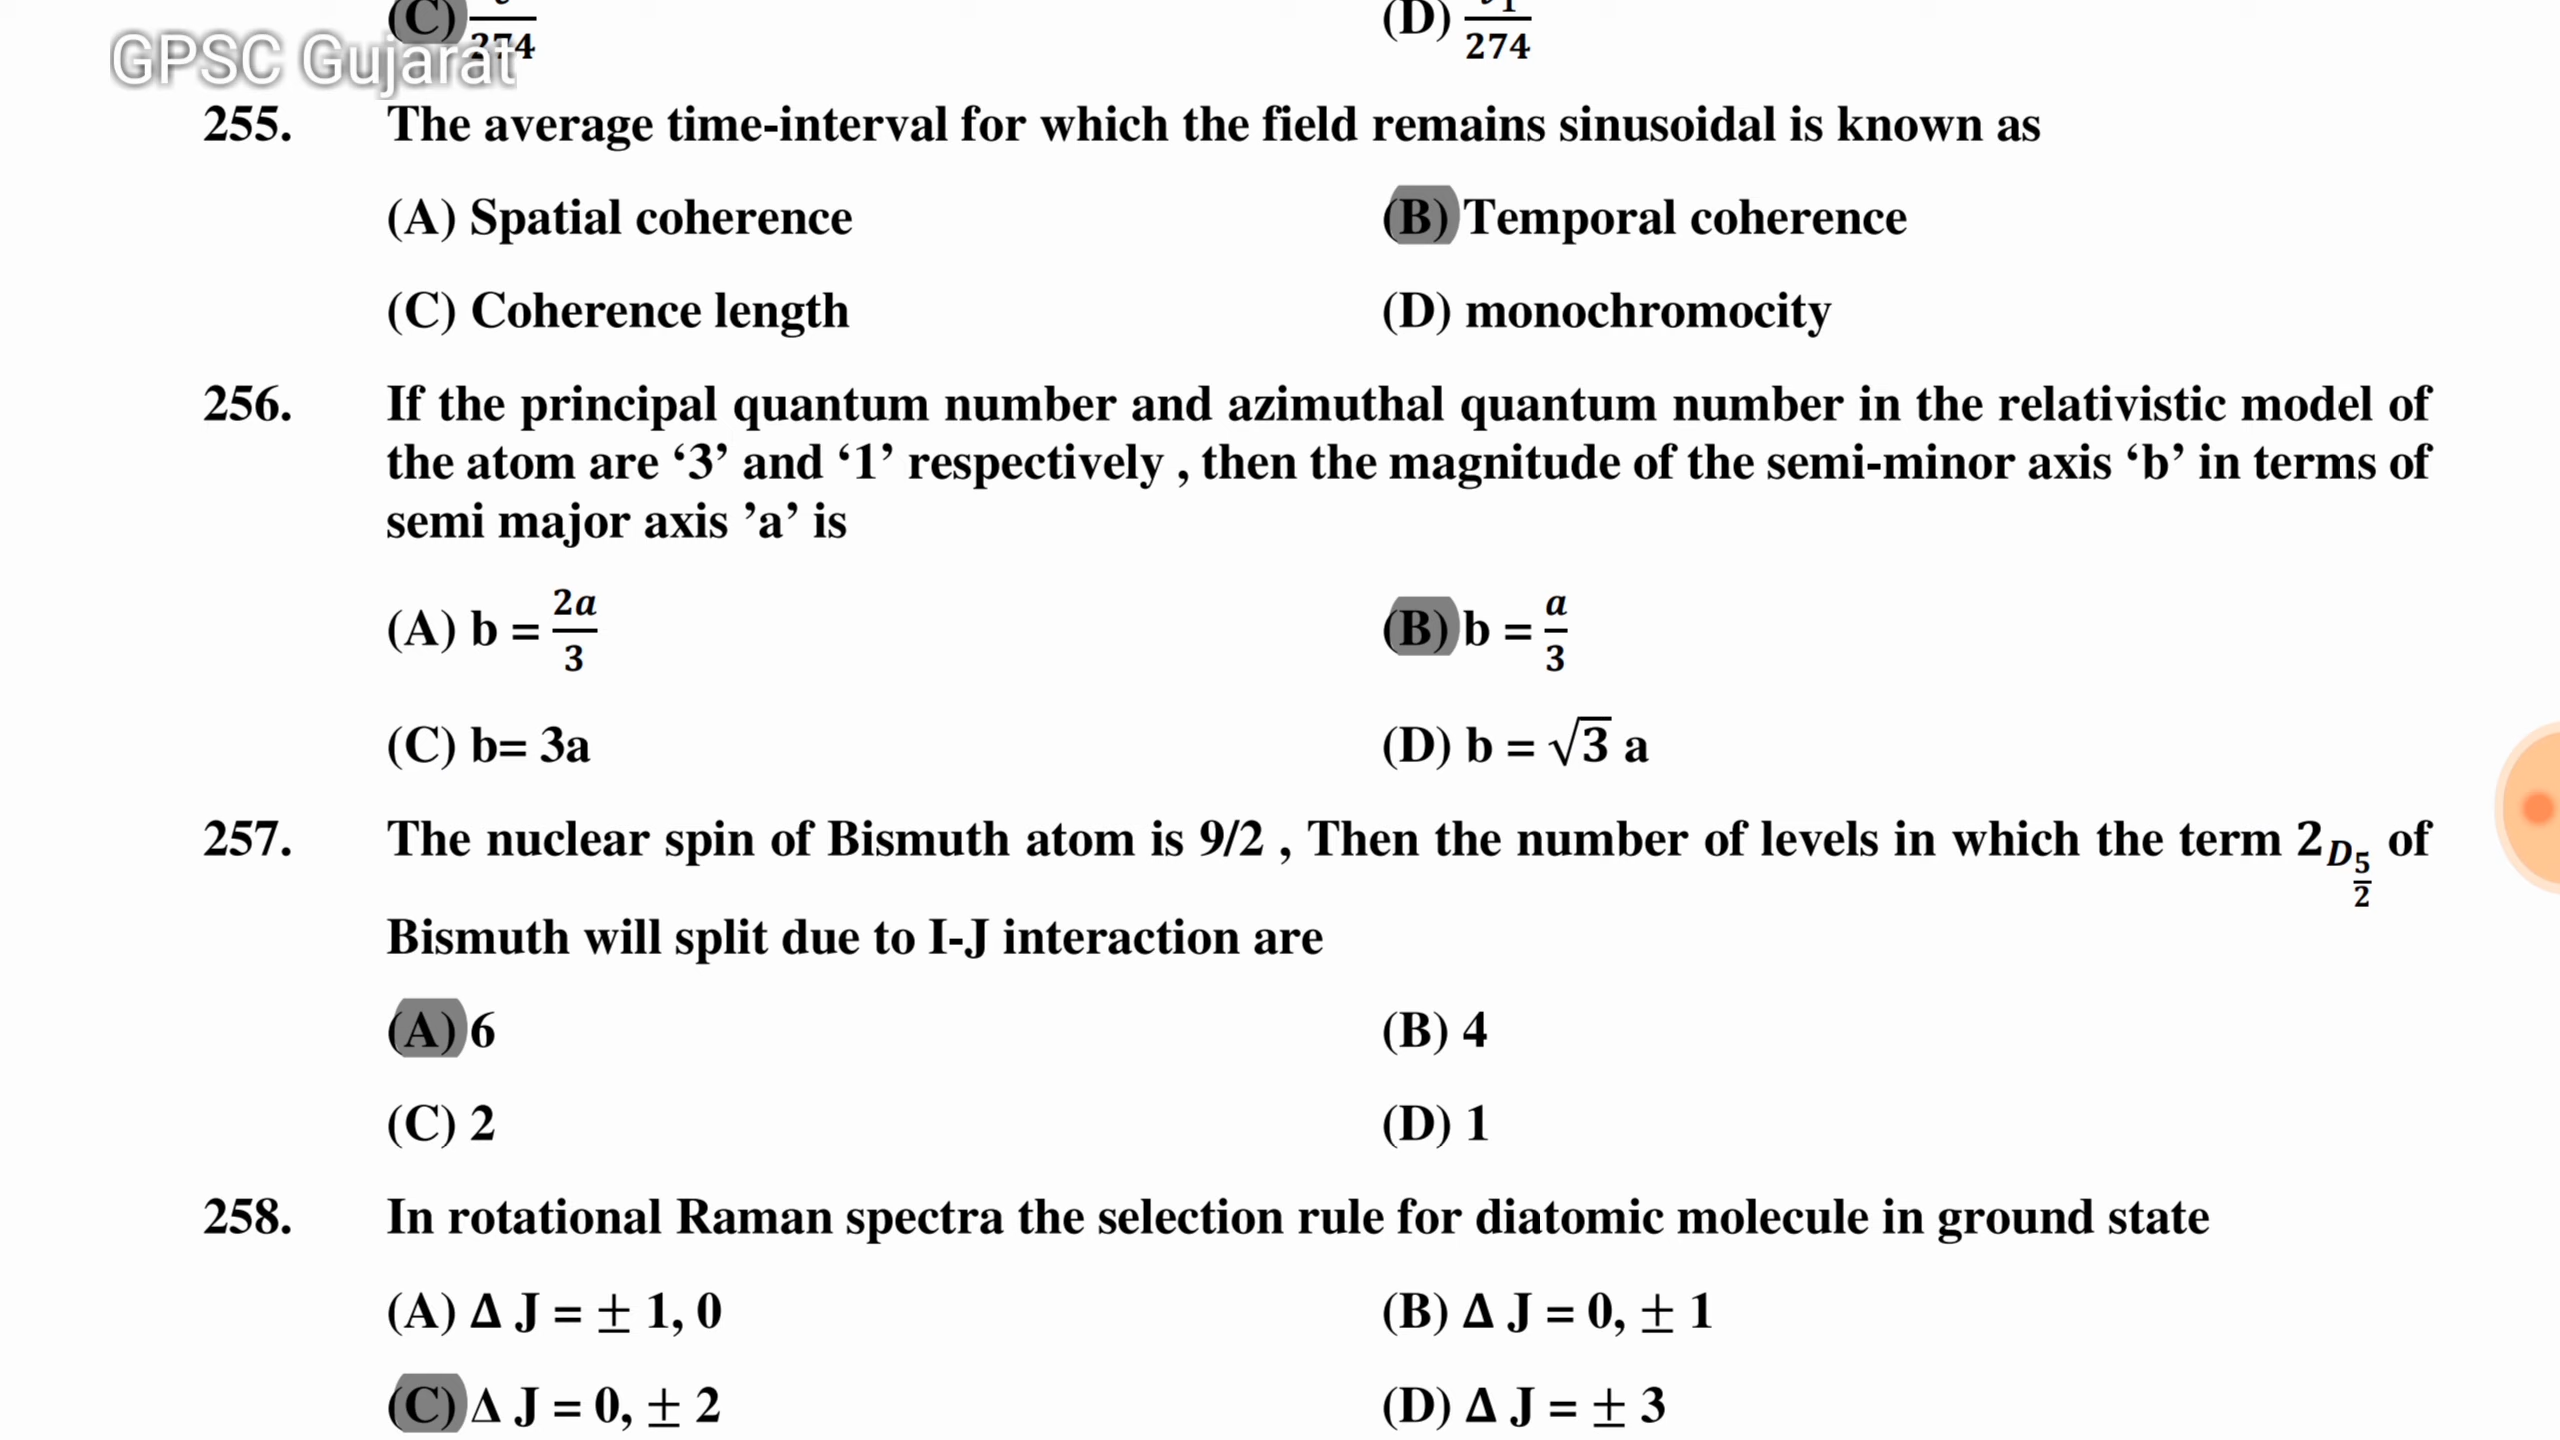 (C) 274
(D) 274
GPSC Gujarat
255. The average time-interval for which the field remains sinusoidal is known as
(A) Spatial coherence (B) Temporal coherence
(C) Coherence length (D) monochromocity
256. If the principal quantum number and azimuthal quantum number in the relativistic model of
the atom are ‘3’ and ‘1’ respectively , then the magnitude of the semi-minor axis ‘b’ in terms of
semi major axis ’a’ is
(A) b = 2a/3 (B) b = a/3
(C) b= 3a (D) b = √3 a
257. The nuclear spin of Bismuth atom is 9/2 , Then the number of levels in which the term 2 D 5/2 of
Bismuth will split due to I-J interaction are
(A) 6 (B) 4
(C) 2 (D) 1
258. In rotational Raman spectra the selection rule for diatomic molecule in ground state
(A) Δ J = ± 1, 0 (B) Δ J = 0, ± 1
(C) Δ J = 0, ± 2 (D) Δ J = ± 3